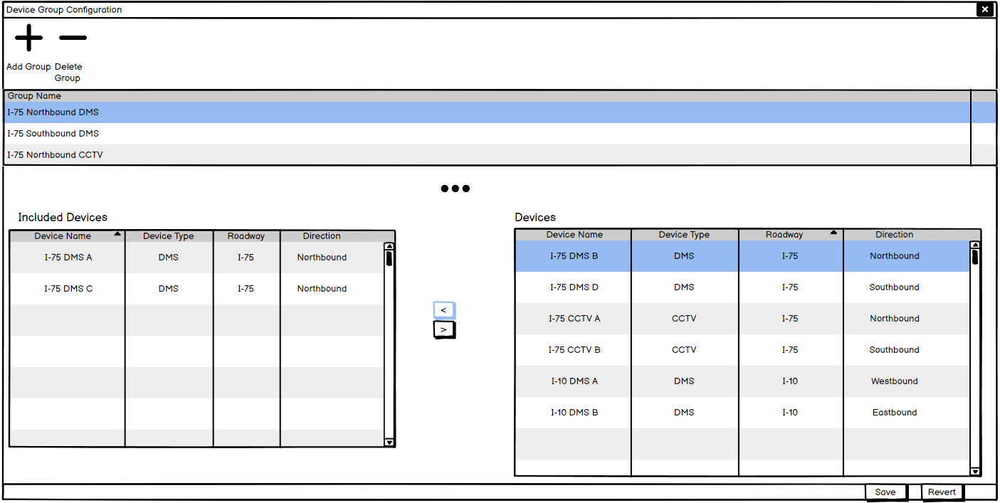 Device Group Configuration
Add Group
Delete
Group
Group Name
I-75 Northbound DMS
I-75 Southbound DMS
I-75 Northbound CCTV
Included Devices
Device Name Device Type Roadway Direction
I-75 DMS A DMS I-75 Northbound
I-75 DMS C DMS I-75 Northbound
<
>
Devices
Device Name Device Type Roadway Direction
I-75 DMS B DMS I-75 Northbound
I-75 DMS D DMS I-75 Southbound
I-75 CCTV A CCTV I-75 Northbound
I-75 CCTV B CCTV I-75 Southbound
I-10 DMS A DMS I-10 Westbound
I-10 DMS B DMS I-10 Eastbound
Save Revert